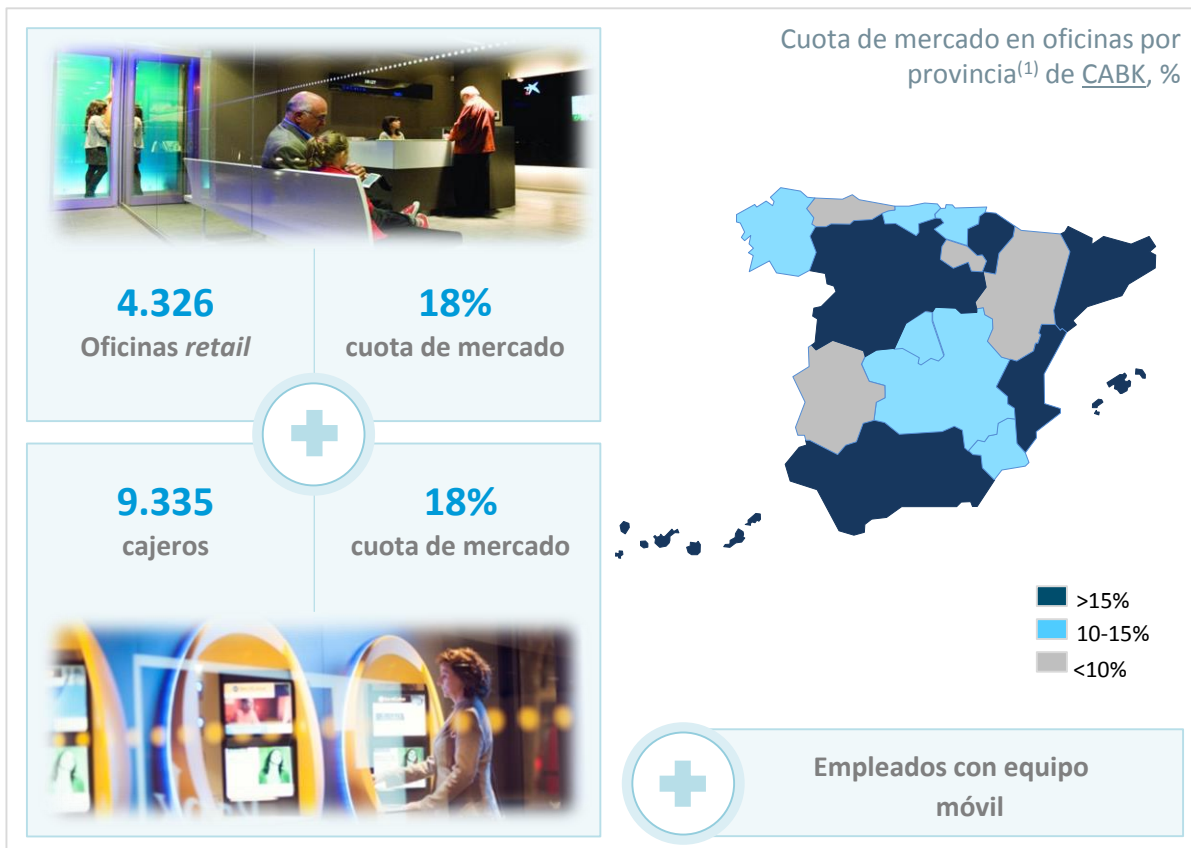 Cuota de mercado en oficinas por
provincia(1) de CABK, %
4.326
Oficinas retail
18%
cuota de mercado
9.335
cajeros
18%
cuota de mercado
>15%
10-15%
<10%
Empleados con equipo
móvil